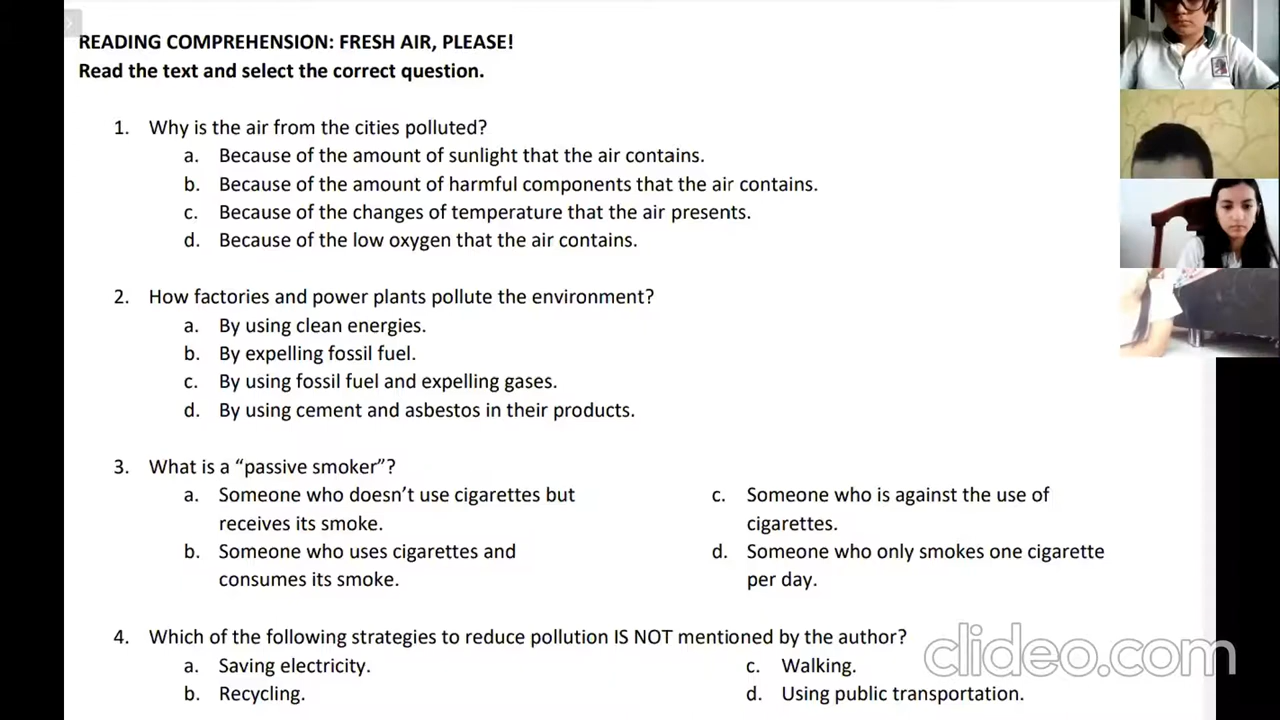 READING COMPREHENSION: FRESH AIR, PLEASE!
Read the text and select the correct question.
1. Why is the air from the cities polluted?
a. Because of the amount of sunlight that the air contains.
b. Because of the amount of harmful components that the air contains.
c. Because of the changes of temperature that the air presents.
d. Because of the low oxygen that the air contains.
2. How factories and power plants pollute the environment?
a. By using clean energies.
b. By expelling fossil fuel.
c. By using fossil fuel and expelling gases.
d. By using cement and asbestos in their products.
3. What is a “passive smoker”?
a. Someone who doesn’t use cigarettes but
receives its smoke.
b. Someone who uses cigarettes and
consumes its smoke.
c. Someone who is against the use of
cigarettes.
d. Someone who only smokes one cigarette
per day.
4. Which of the following strategies to reduce pollution IS NOT mentioned by the author?
a. Saving electricity.
b. Recycling.
c. Walking.
d. Using public transportation.
clideo.com